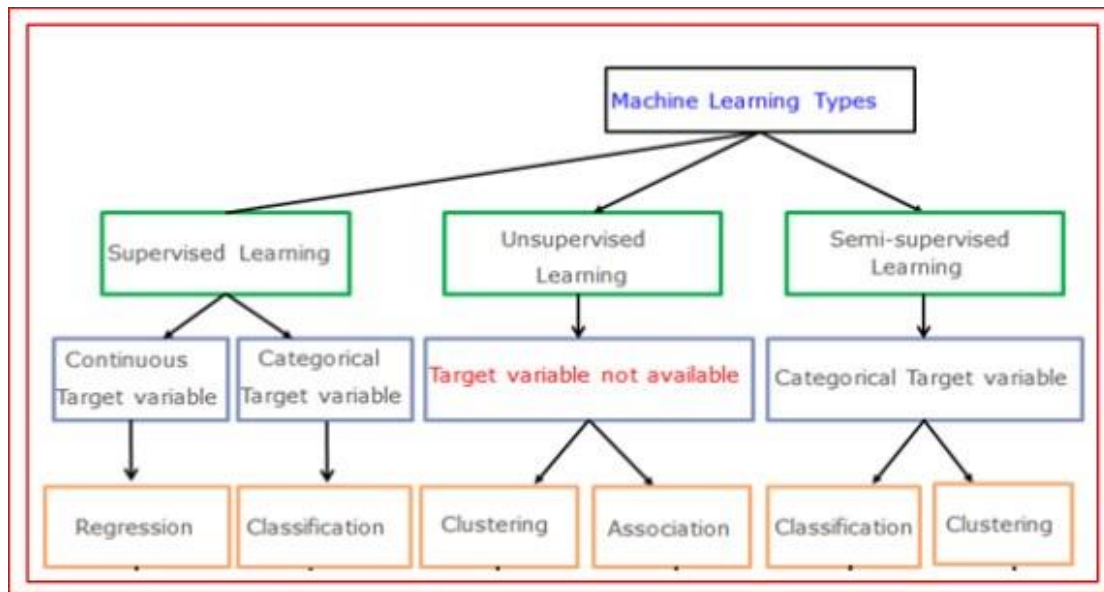 Machine Learning Types
Supervised Learning
Unsupervised
Learning
Semi-supervised
Learning
Continuous
Target variable
Categorical
Target variable
Target variable not available
Categorical Target variable
Regression
Classification
Clustering
Association
Classification
Clustering